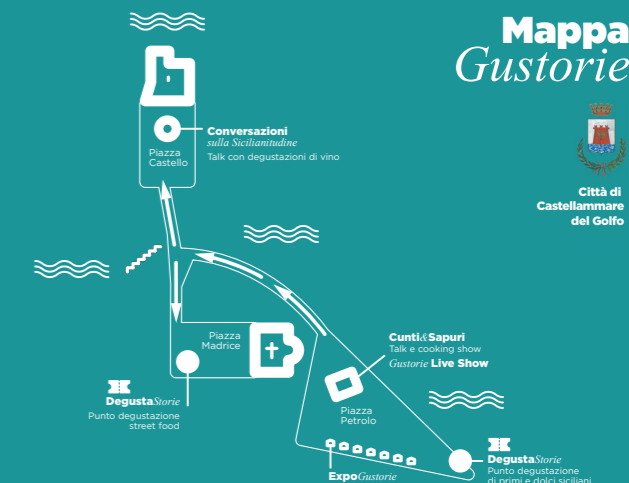 Mappa
Gustorie
Città di
Castellammare
del Golfo
Conversazioni
sulla Sicilianitudine
Talk con degustazioni di vino
Piazza
Castello
Piazza
Madrice
Cunti&Sapuri
Talk e cooking show
Gustorie Live Show
Piazza
Petrolo
DegustaStorie
Punto degustazione
street food
DegustaStorie
Punto degustazione
di primi e dolci siciliani
ExpoGustorie